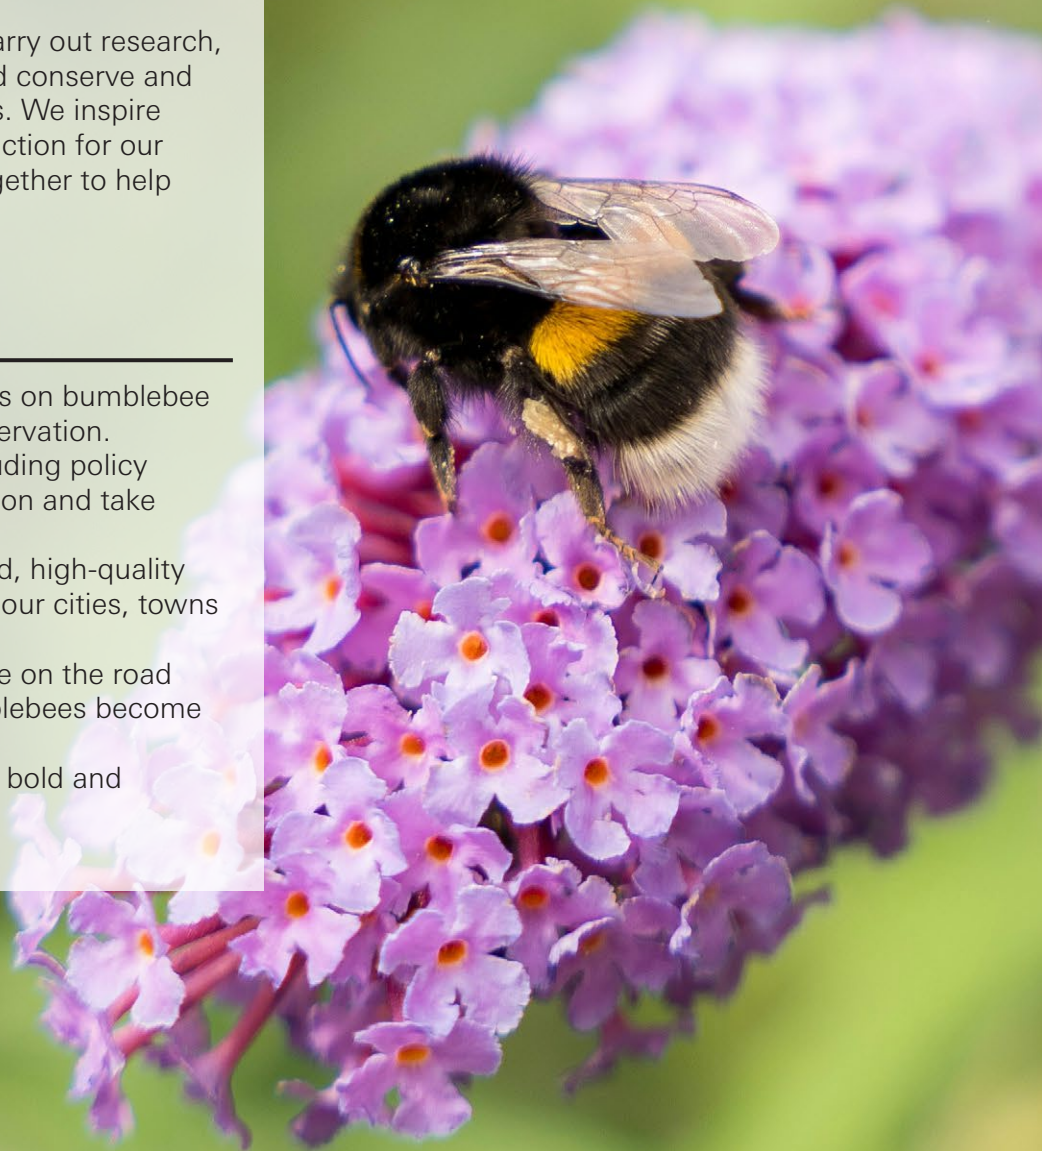 arry out research,
d conserve and
s. We inspire
ction for our
gether to help
s on bumblebee
ervation.
uding policy
on and take
d, high-quality
our cities, towns
e on the road
lebees become
bold and